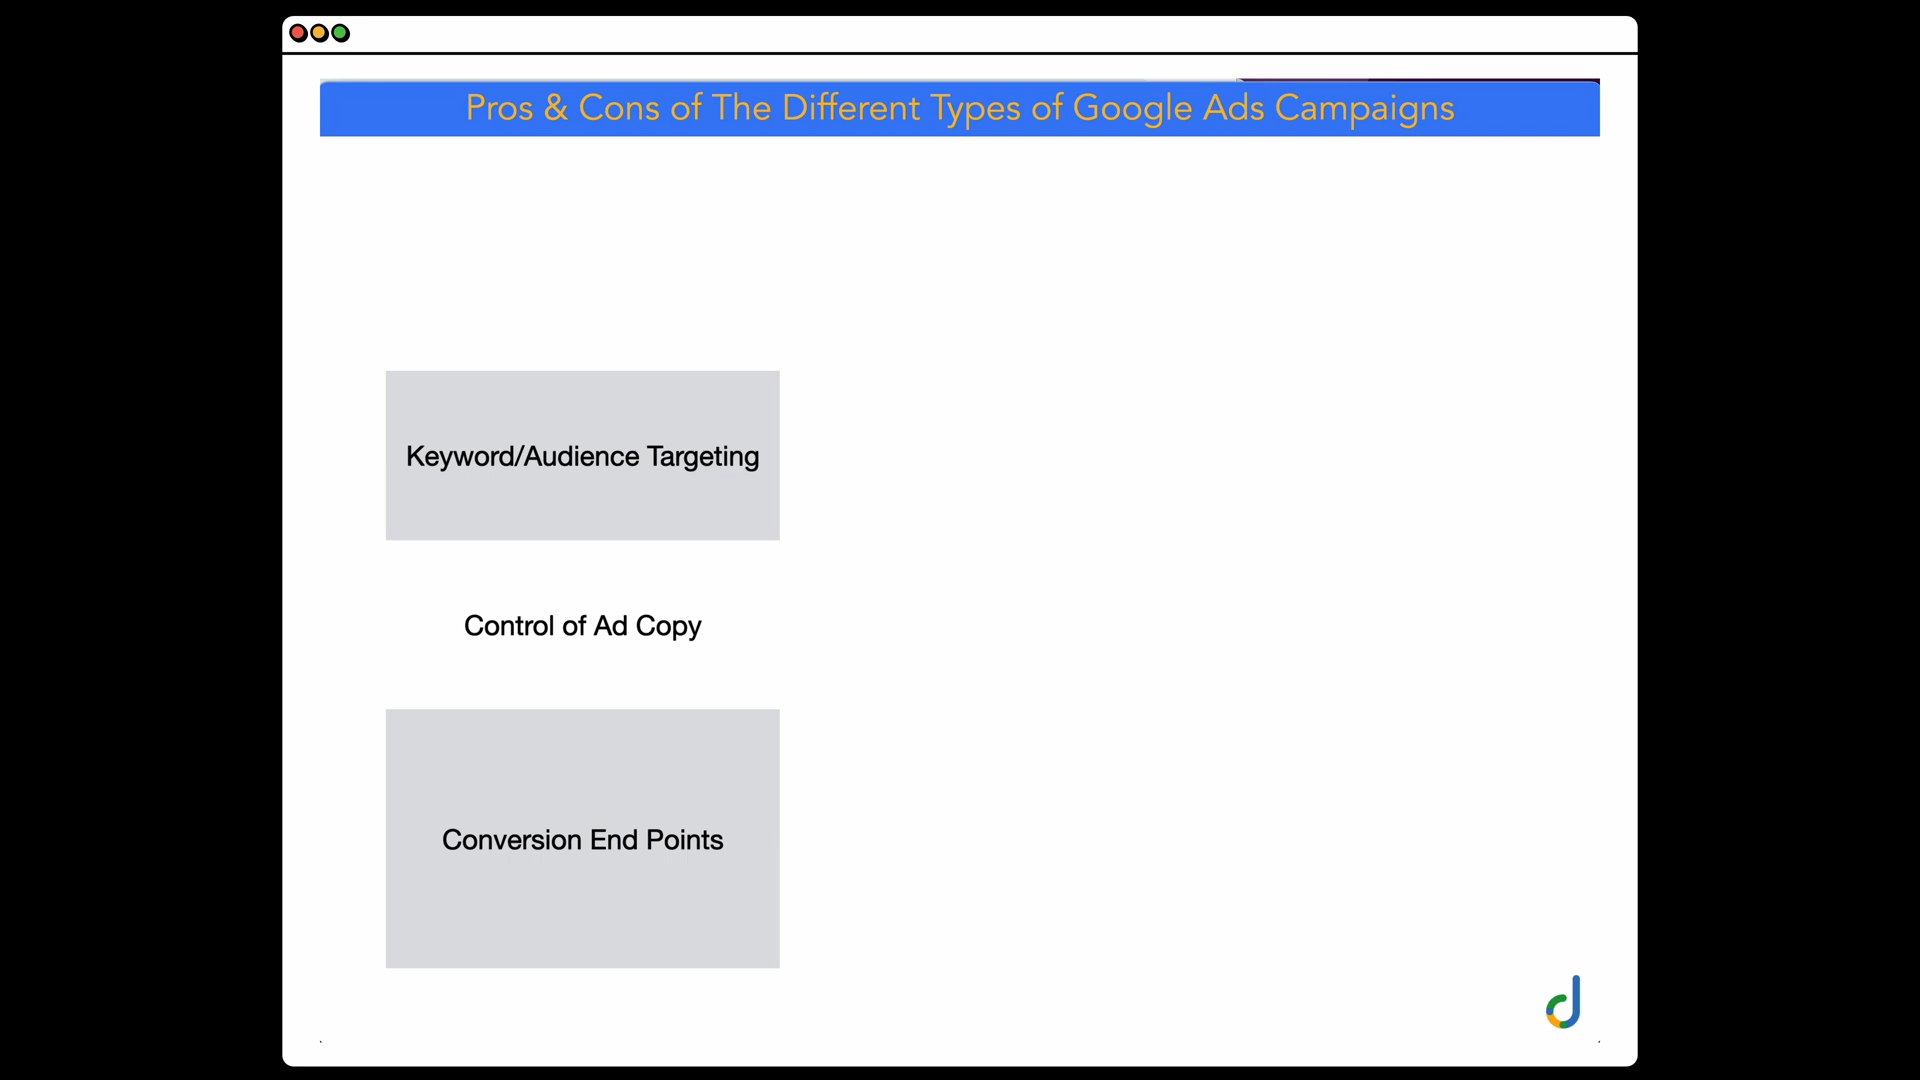 Pros & Cons of The Different Types of Google Ads Campaigns
Keyword/Audience Targeting
Control of Ad Copy
Conversion End Points